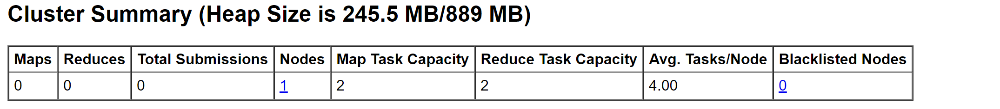 Cluster Summary (Heap Size is 245.5 MB/889 MB)
Maps Reduces Total Submissions Nodes Map Task Capacity Reduce Task Capacity Avg. Tasks/Node Blacklisted Nodes
0 0 0 1 2 2 4.00 0